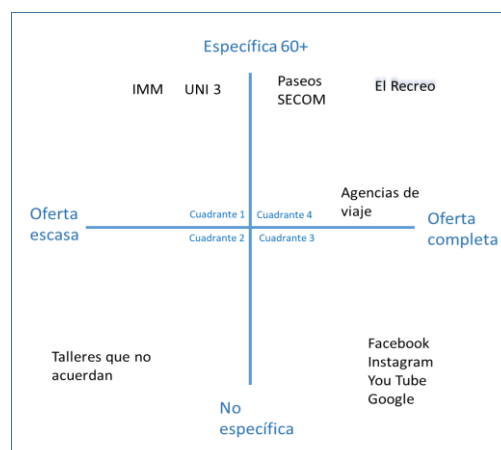 Específica 60+
IMM UNI 3
Paseos
SECOM
El Recreo
Agencias de
viaje
Oferta
escasa
Cuadrante 1 Cuadrante 4
Cuadrante 2 Cuadrante 3
Oferta
completa
Talleres que no
acuerdan
Facebook
Instagram
You Tube
Google
No
específica